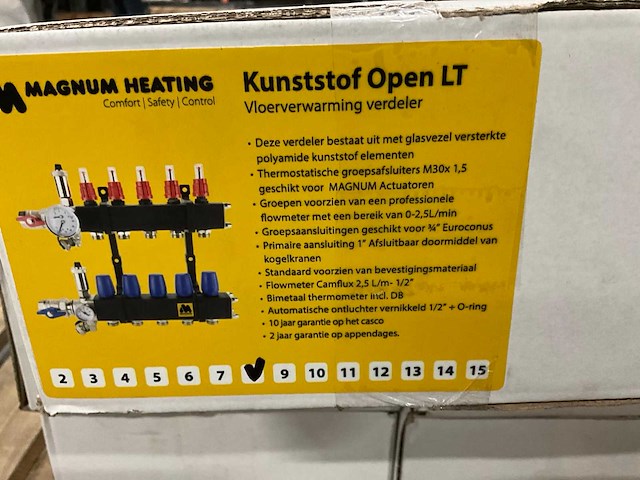 MAGNUM HEATING
Comfort | Safety | Control
Kunststof Open LT
Vloerverwarming verdeler
• Deze verdeler bestaat uit met glasvezel versterkte
polyamide kunststof elementen
• Thermostatische groepsafsluiters M30x 1,5
geschikt voor MAGNUM Actuatoren
• Groepen voorzien van een professionele
flowmeter met een bereik van 0-2,5L/min
• Groepsaansluitingen geschikt voor ¾" Euroconus
• Primaire aansluiting 1" Afsluitbaar doormiddel van
kogelkranen
• Standaard voorzien van bevestigingsmateriaal
• Flowmeter Camflux 2,5 L/m- 1/2"
• Bimetaal thermometer incl. DB
• Automatische ontluchter vernikkeld 1/2" + O-ring
• 10 jaar garantie op het casco
• 2 jaar garantie op appendages.
2 3 4 5 6 7 9 10 11 12 13 14 15